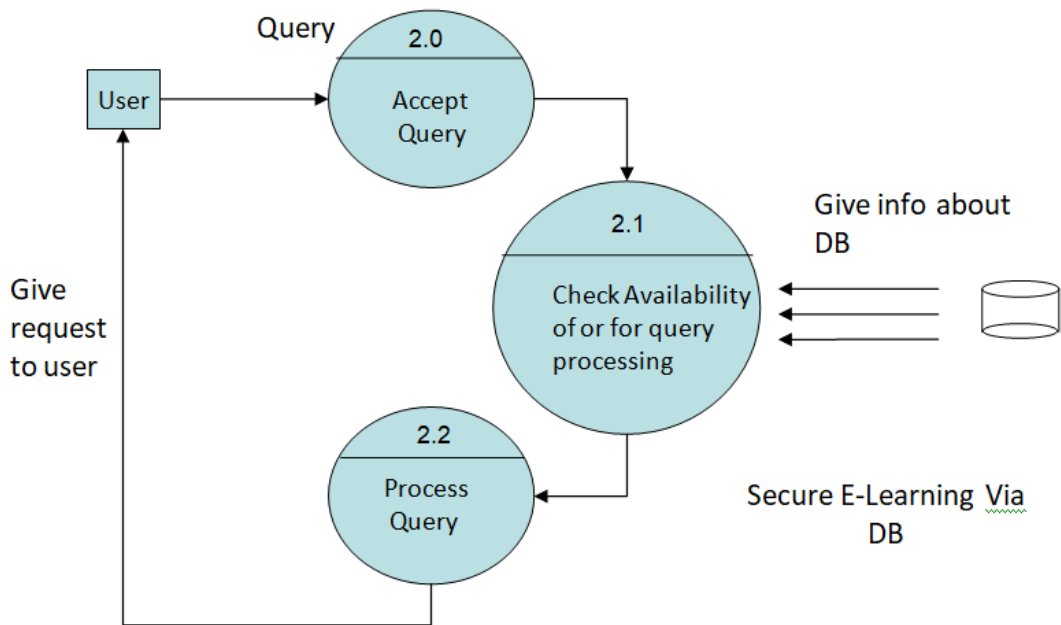 Query
2.0
User
Accept
Query
2.1
Give info about
DB
Check Availability
of or for query
processing
Give
request
to user
2.2
Process
Query
Secure E-Learning Via
DB